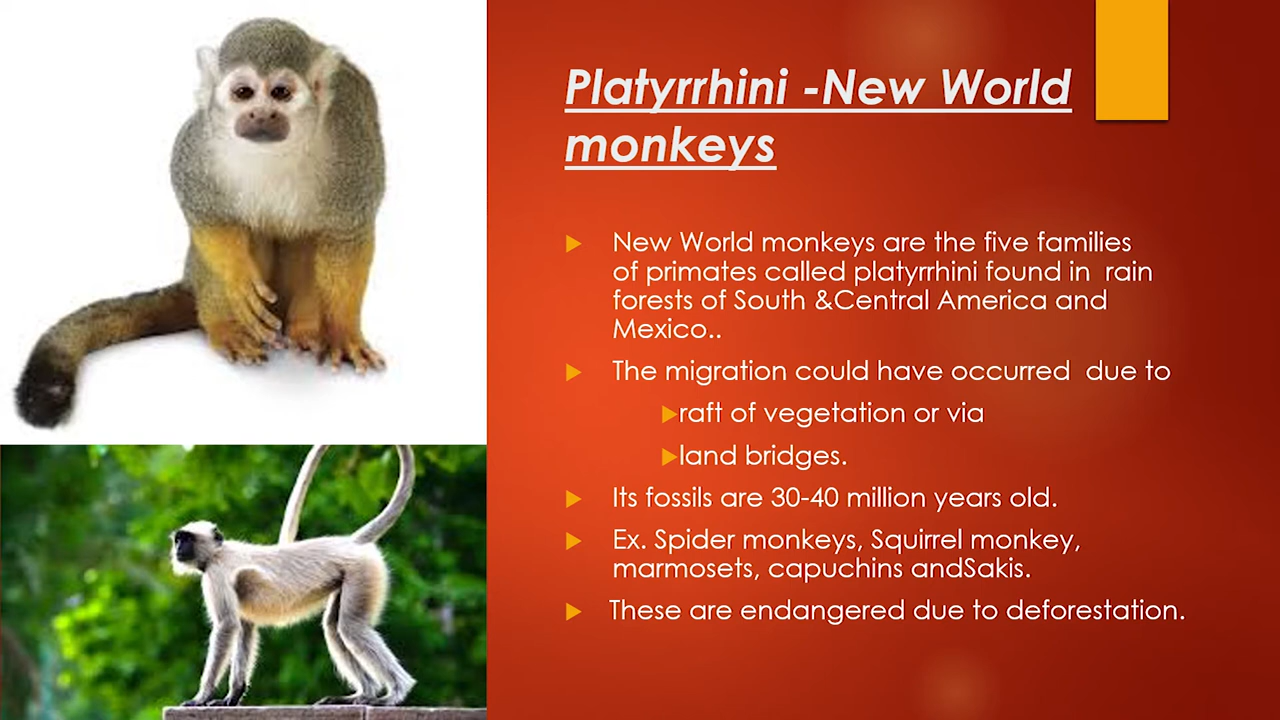 Platyrrhini -New World
monkeys
New World monkeys are the five families
of primates called platyrrhini found in  rain
forests of South &Central America and
Mexico..
The migration could have occurred  due to
raft of vegetation or via
land bridges.
Its fossils are 30-40 million years old.
Ex. Spider monkeys, Squirrel monkey,
marmosets, capuchins andSakis.
These are endangered due to deforestation.